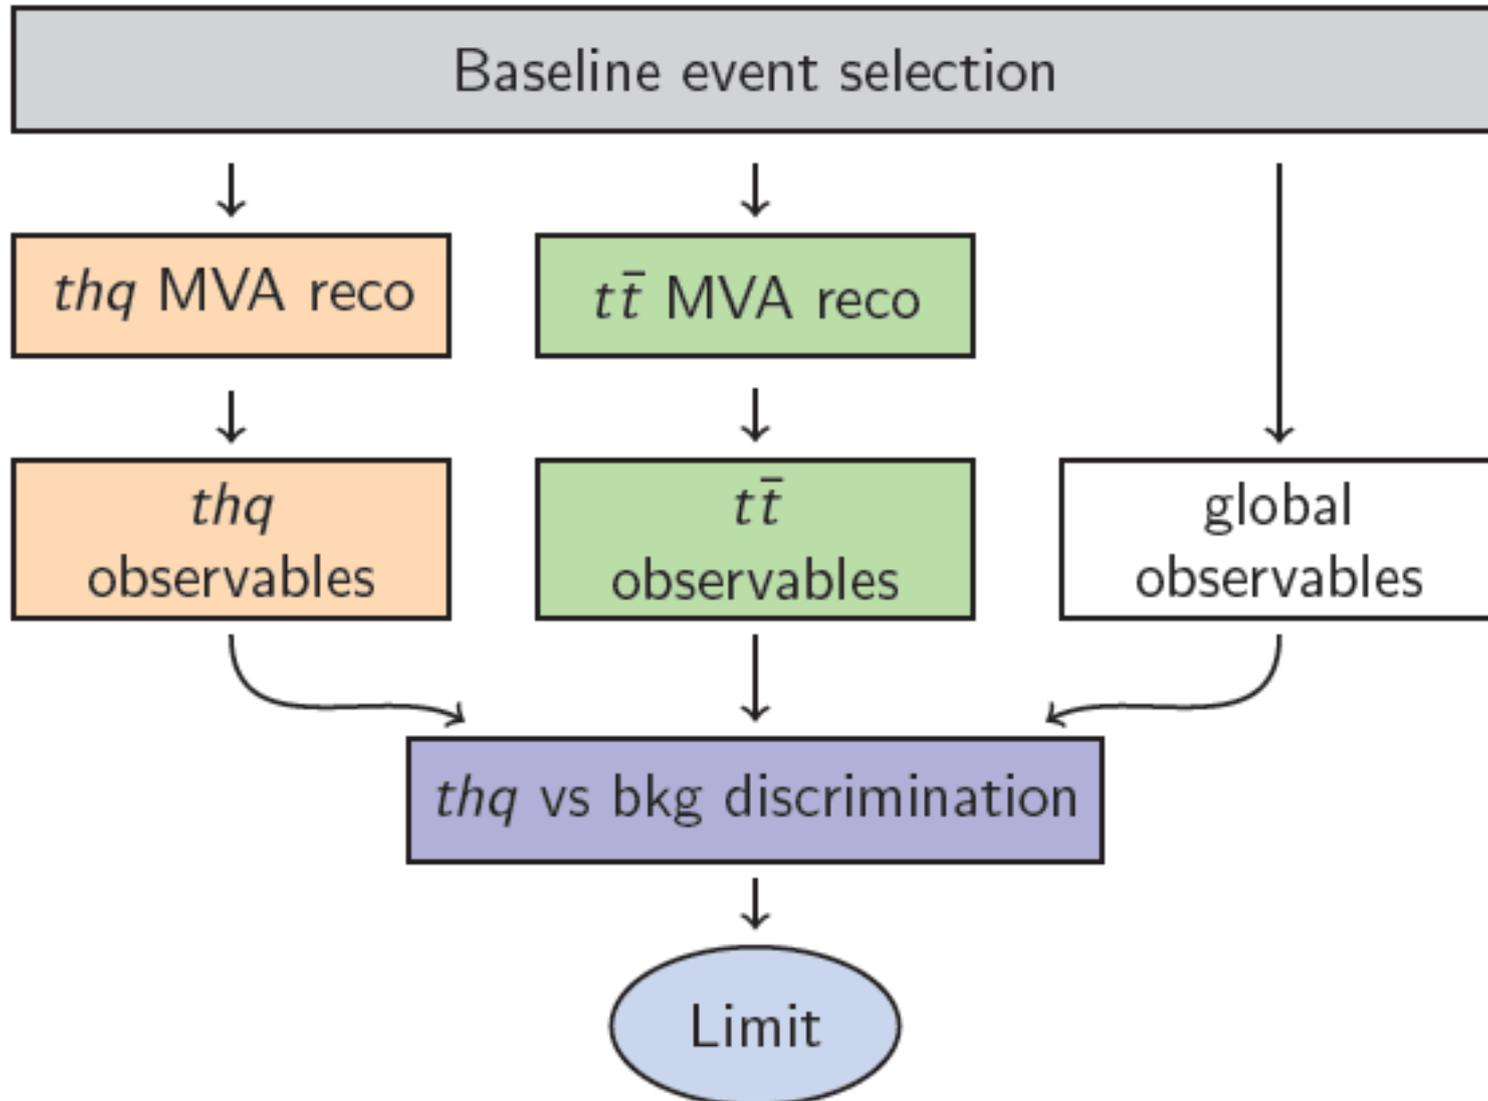 Baseline event selection
thq MVA reco
tt̄ MVA reco
thq
observables
tt̄
observables
global
observables
thq vs bkg discrimination
Limit